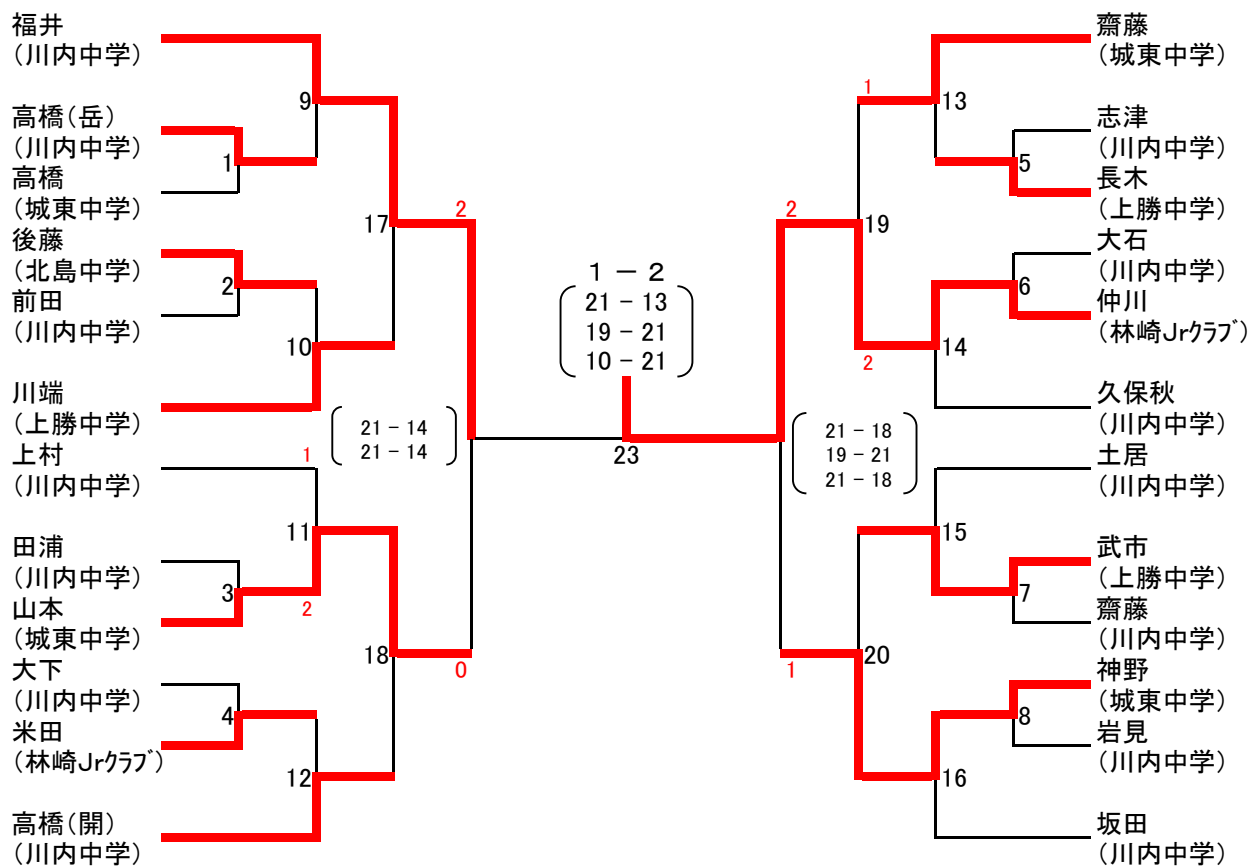 福井
(川内中学)
9
高橋(岳)
(川内中学)
1
高橋
(城東中学)
17
2
後藤
(北島中学)
2
前田
(川内中学)
10
川端
(上勝中学)
21 − 14
21 − 14
上村
(川内中学)
1
11
田浦
(川内中学)
3
山本
(城東中学)
2
18
0
大下
(川内中学)
4
米田
(林崎Jrクラブ)
12
高橋(開)
(川内中学)
1 − 2
21 − 13
19 − 21
10 − 21
23
齋藤
(城東中学)
1
13
志津
(川内中学)
5
長木
(上勝中学)
2
19
大石
(川内中学)
6
仲川
(林崎Jrクラブ)
14
2
久保秋
(川内中学)
21 − 18
19 − 21
21 − 18
土居
(川内中学)
15
武市
(上勝中学)
7
齋藤
(川内中学)
20
1
神野
(城東中学)
8
岩見
(川内中学)
16
坂田
(川内中学)